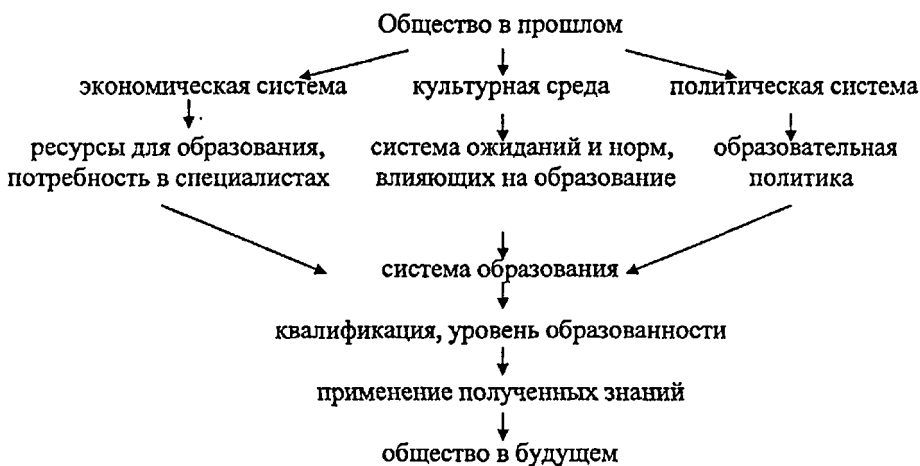 Общество в прошлом
экономическая система
культурная среда
политическая система
ресурсы для образования,
потребность в специалистах
система ожиданий и норм,
влияющих на образование
образовательная
политика
система образования
квалификация, уровень образованности
применение полученных знаний
общество в будущем